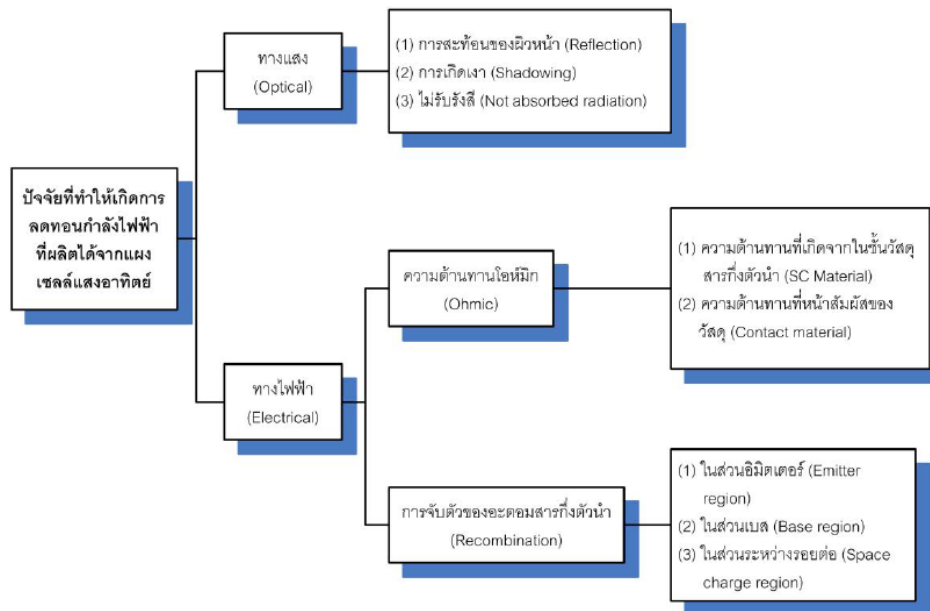 ปัจจัยที่ทำให้เกิดการ
ลดทอนกำลังไฟฟ้า
ที่ผลิตได้จากแผง
เซลล์แสงอาทิตย์
ทางแสง
(Optical)
(1) การสะท้อนของผิวหน้า (Reflection)
(2) การเกิดเงา (Shadowing)
(3) ไม่รับรังสี (Not absorbed radiation)
ทางไฟฟ้า
(Electrical)
ความต้านทานโอห์มิก
(Ohmic)
(1) ความต้านทานที่เกิดจากในชั้นวัสดุ
สารกึ่งตัวนำ (SC Material)
(2) ความต้านทานที่หน้าสัมผัสของ
วัสดุ (Contact material)
การจับตัวของอะตอมสารกึ่งตัวนำ
(Recombination)
(1) ในส่วนอิมิตเตอร์ (Emitter
region)
(2) ในส่วนเบส (Base region)
(3) ในส่วนระหว่างรอยต่อ (Space
charge region)